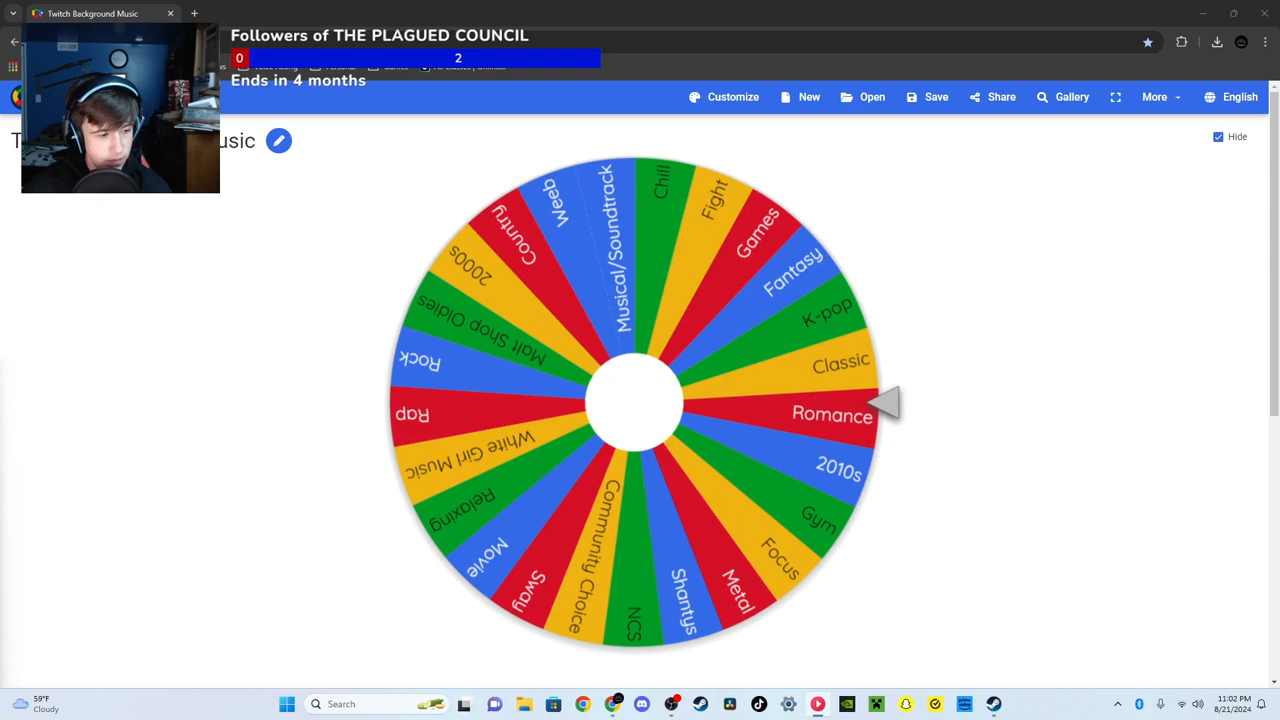 Twitch Background Music
Followers of THE PLAGUED COUNCIL
0
2
Ends in 4 months
Customize
New
Open
Save
Share
Gallery
More
English
usic
Hide
Musical/Soundtrack
Chill
Fight
Games
Fantasy
K-pop
Classic
Romance
2010s
Gym
Focus
Metal
Shantys
NCS
Community Choice
Sway
Movie
Relaxing
White Girl Music
Rap
Rock
Malt Shop Oldies
2000s
Country
Weeb
59°F
Cloudy
Search
1:02 PM
8/21/2024